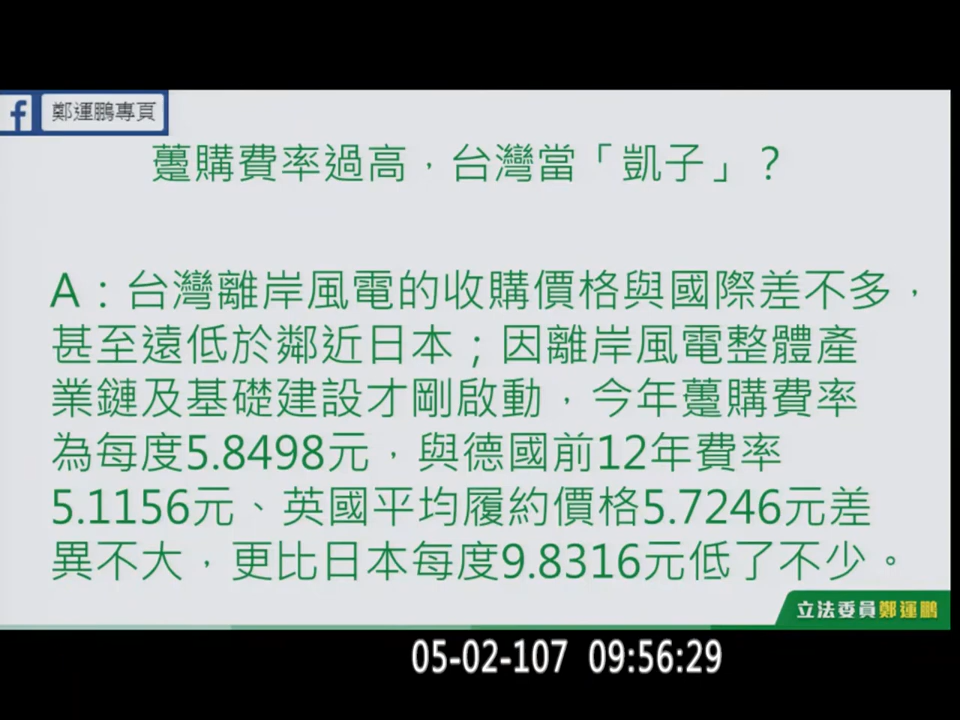 鄭運鵬專頁
躉購費率過高，台灣當「凱子」？
A：台灣離岸風電的收購價格與國際差不多，
甚至遠低於鄰近日本；因離岸風電整體產
業鏈及基礎建設才剛啟動，今年躉購費率
為每度5.8498元，與德國前12年費率
5.1156元、英國平均履約價格5.7246元差
異不大，更比日本每度9.8316元低了不少。
立法委員鄭運鵬
05-02-107 09:56:29